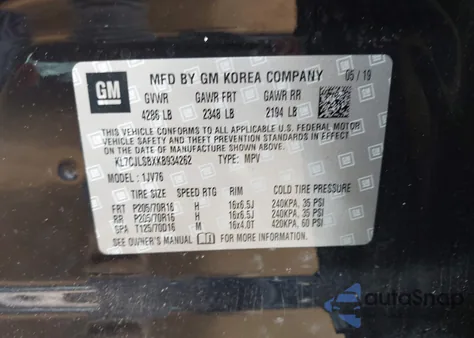 GM
MFD BY GM KOREA COMPANY 05/19
GVWR GAWR FRT GAWR RR
4286 LB 2348 LB 2194 LB
THIS VEHICLE CONFORMS TO ALL APPLICABLE U.S. FEDERAL MOTOR
VEHICLE SAFETY, BUMPER, AND THEFT PREVENTION STANDARDS
IN EFFECT ON THE DATE OF MANUFACTURE SHOWN ABOVE.
KL7CJLSBXKB934262 TYPE: MPV
MODEL: 1JV76
SPEED RTG RIM COLD TIRE PRESSURE
FRT P205/70R16 H 16x6.5J 240KPA, 35 PSI
RR P205/70R16 H 16x6.5J 240KPA, 35 PSI
SPA T125/70D16 M 16x4.0T 420KPA, 60 PSI
SEE OWNER'S MANUAL FOR MORE INFORMATION.
autoSnap